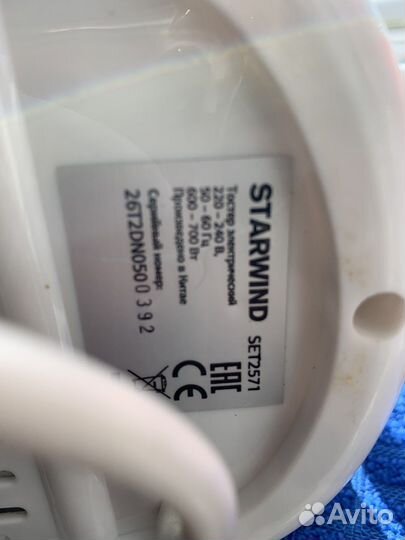 STARWIND
SET2571
Тостер электрический
220 – 240 В,
50 – 60 Гц
600 – 700 Вт
Произведено в Китае
Серийный номер:
26T2DN0500392
EAC
CE
Avito